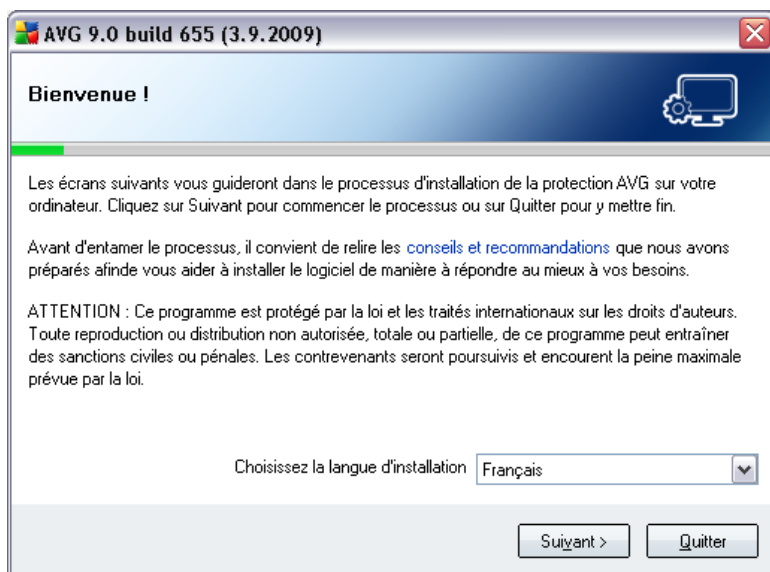 AVG 9.0 build 655 (3.9.2009)
Bienvenue !
Les écrans suivants vous guideront dans le processus d'installation de la protection AVG sur votre
ordinateur. Cliquez sur Suivant pour commencer le processus ou sur Quitter pour y mettre fin.
Avant d'entamer le processus, il convient de relire les conseils et recommandations que nous avons
préparés afinde vous aider à installer le logiciel de manière à répondre au mieux à vos besoins.
ATTENTION : Ce programme est protégé par la loi et les traités internationaux sur les droits d'auteurs.
Toute reproduction ou distribution non autorisée, totale ou partielle, de ce programme peut entraîner
des sanctions civiles ou pénales. Les contrevenants seront poursuivis et encourent la peine maximale
prévue par la loi.
Choisissez la langue d'installation Français
Suivant > Quitter